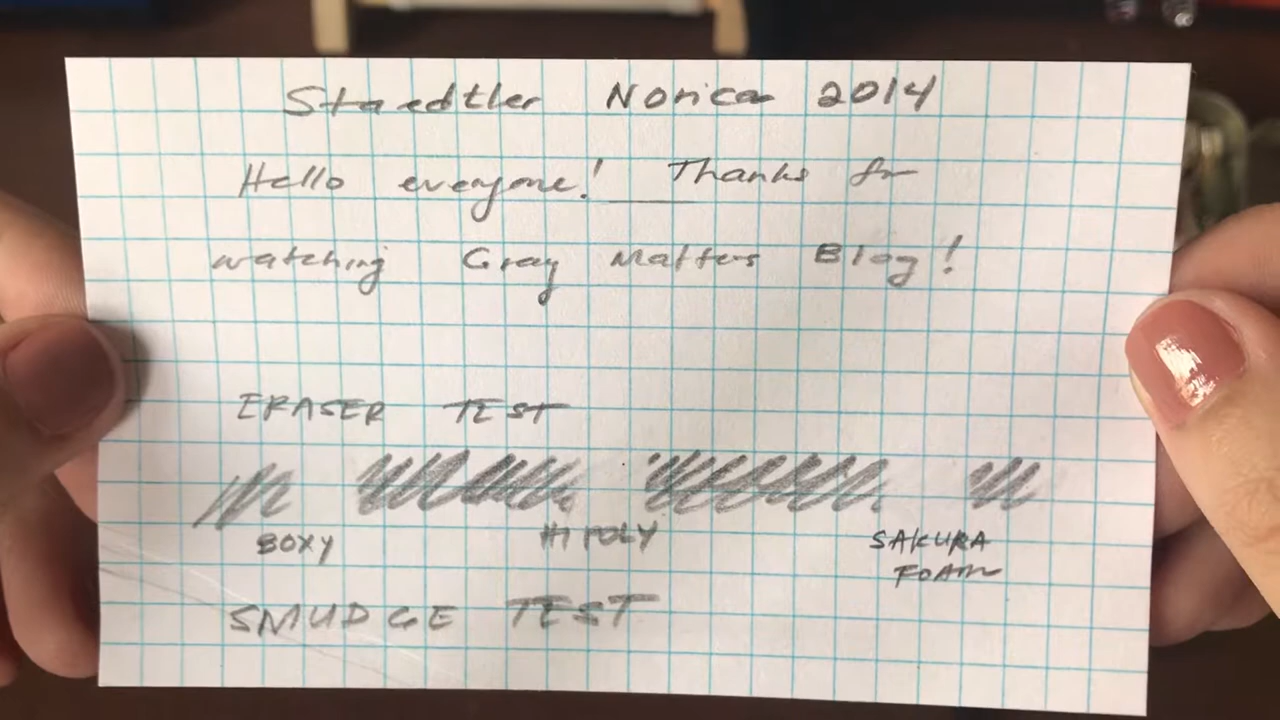 Staedtler Norica 2014
Hello everyone! Thanks for
watching Gray Matters Blog!
ERASER TEST
BOXY HI POLY SAKURA
FOAM
SMUDGE TEST